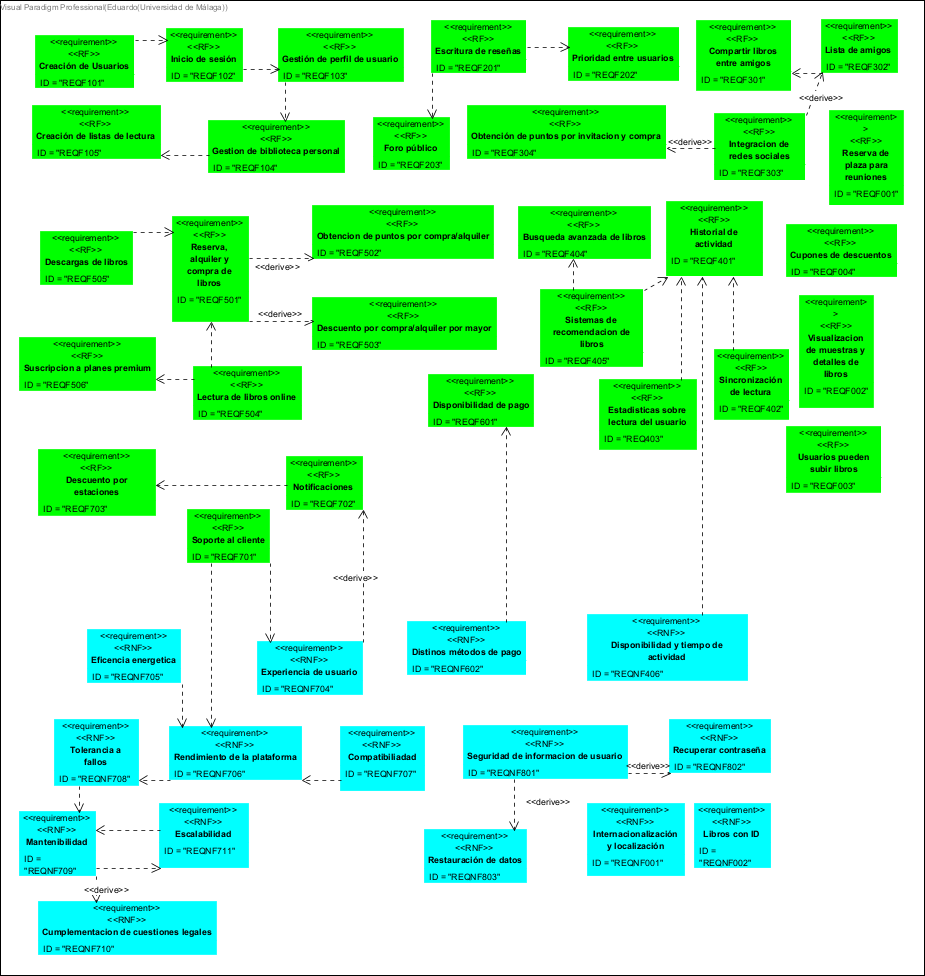 Visual Paradigm Professional(Eduardo(Universidad de Málaga))
<<requirement>>
<<RF>>
Creación de Usuarios
ID = "REQF101"
<<requirement>>
<<RF>>
Inicio de sesión
ID = "REQF102"
<<requirement>>
<<RF>>
Gestión de perfil de usuario
ID = "REQF103"
<<requirement>>
<<RF>>
Escritura de reseñas
ID = "REQF201"
<<requirement>>
<<RF>>
Prioridad entre usuarios
ID = "REQF202"
<<requirement>>
<<RF>>
Compartir libros
entre amigos
ID = "REQF301"
<<requirement>>
<<RF>>
Lista de amigos
ID = "REQF302"
<<derive>>
<<requirement>>
<<RF>>
Creación de listas de lectura
ID = "REQF105"
<<requirement>>
<<RF>>
Gestion de biblioteca personal
ID = "REQF104"
<<requirement>>
<<RF>>
Foro público
ID = "REQF203"
<<requirement>>
<<RF>>
Obtención de puntos por invitacion y compra
ID = "REQF304"
<<derive>>
<<requirement>>
<<RF>>
Integracion de
redes sociales
ID = "REQF303"
<<requirement>
>
<<RF>>
Reserva de
plaza para
reuniones
ID = "REQF001"
<<requirement>>
<<RF>>
Descargas de libros
ID = "REQF505"
<<requirement>>
<<RF>>
Reserva,
alquiler y
compra de
libros
ID = "REQF501"
<<derive>>
<<requirement>>
<<RF>>
Obtencion de puntos por compra/alquiler
ID = "REQF502"
<<derive>>
<<requirement>>
<<RF>>
Descuento por compra/alquiler por mayor
ID = "REQF503"
<<requirement>>
<<RF>>
Busqueda avanzada de libros
ID = "REQF404"
<<requirement>>
<<RF>>
Historial de
actividad
ID = "REQF401"
<<requirement>>
<<RF>>
Cupones de descuentos
ID = "REQF004"
<<requirement>>
<<RF>>
Sistemas de
recomendacion de
libros
ID = "REQF405"
<<requirement>
>
<<RF>>
Visualizacion
de muestras y
detalles de
libros
ID = "REQF002"
<<requirement>>
<<RF>>
Suscripcion a planes premium
ID = "REQF506"
<<requirement>>
<<RF>>
Lectura de libros online
ID = "REQF504"
<<requirement>>
<<RF>>
Disponibilidad de pago
ID = "REQF601"
<<requirement>>
<<RF>>
Estadisticas sobre
lectura del usuario
ID = "REQ403"
<<requirement>>
<<RF>>
Sincronización
de lectura
ID = "REQF402"
<<requirement>>
<<RF>>
Usuarios pueden
subir libros
ID = "REQF003"
<<requirement>>
<<RF>>
Descuento por
estaciones
ID = "REQF703"
<<requirement>>
<<RF>>
Notificaciones
ID = "REQF702"
<<requirement>>
<<RF>>
Soporte al cliente
ID = "REQF701"
<<derive>>
<<requirement>>
<<RNF>>
Eficencia energetica
ID = "REQNF705"
<<requirement>>
<<RNF>>
Experiencia de usuario
ID = "REQNF704"
<<requirement>>
<<RNF>>
Distinos métodos de pago
ID = "REQNF602"
<<requirement>>
<<RNF>>
Disponibilidad y tiempo de
actividad
ID = "REQNF406"
<<requirement>>
<<RNF>>
Tolerancia a
fallos
ID = "REQNF708"
<<requirement>>
<<RNF>>
Rendimiento de la plataforma
ID = "REQNF706"
<<requirement>>
<<RNF>>
Compatibiliadad
ID = "REQNF707"
<<requirement>>
<<RNF>>
Seguridad de informacion de usuario
ID = "REQNF801"
<<derive>>
<<requirement>>
<<RNF>>
Recuperar contraseña
ID = "REQNF802"
<<derive>>
<<requirement>>
<<RNF>>
Mantenibilidad
ID =
"REQNF709"
<<requirement>>
<<RNF>>
Escalabilidad
ID = "REQNF711"
<<requirement>>
<<RNF>>
Restauración de datos
ID = "REQNF803"
<<requirement>>
<<RNF>>
Internacionalización
y localización
ID = "REQNF001"
<<requirement>>
<<RNF>>
Libros con ID
ID =
"REQNF002"
<<derive>>
<<requirement>>
<<RNF>>
Cumplementacion de cuestiones legales
ID = "REQNF710"